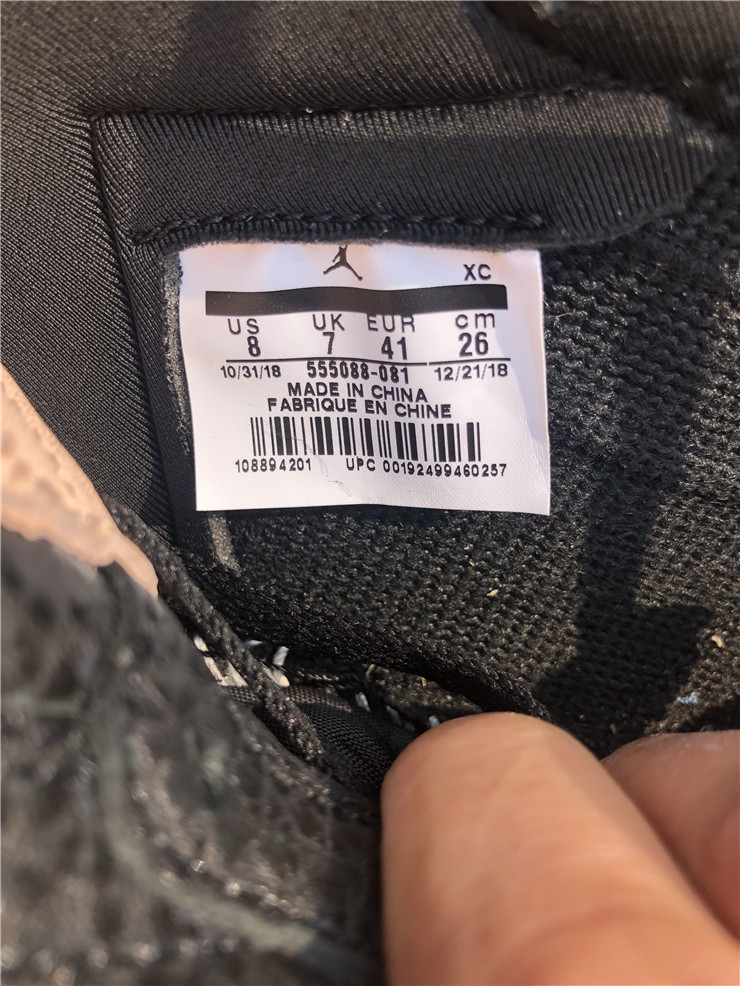 XC
US UK EUR cm
8 7 41 26
10/31/18 555088-081 12/21/18
MADE IN CHINA
FABRIQUE EN CHINE
108894201 UPC 00192499460257